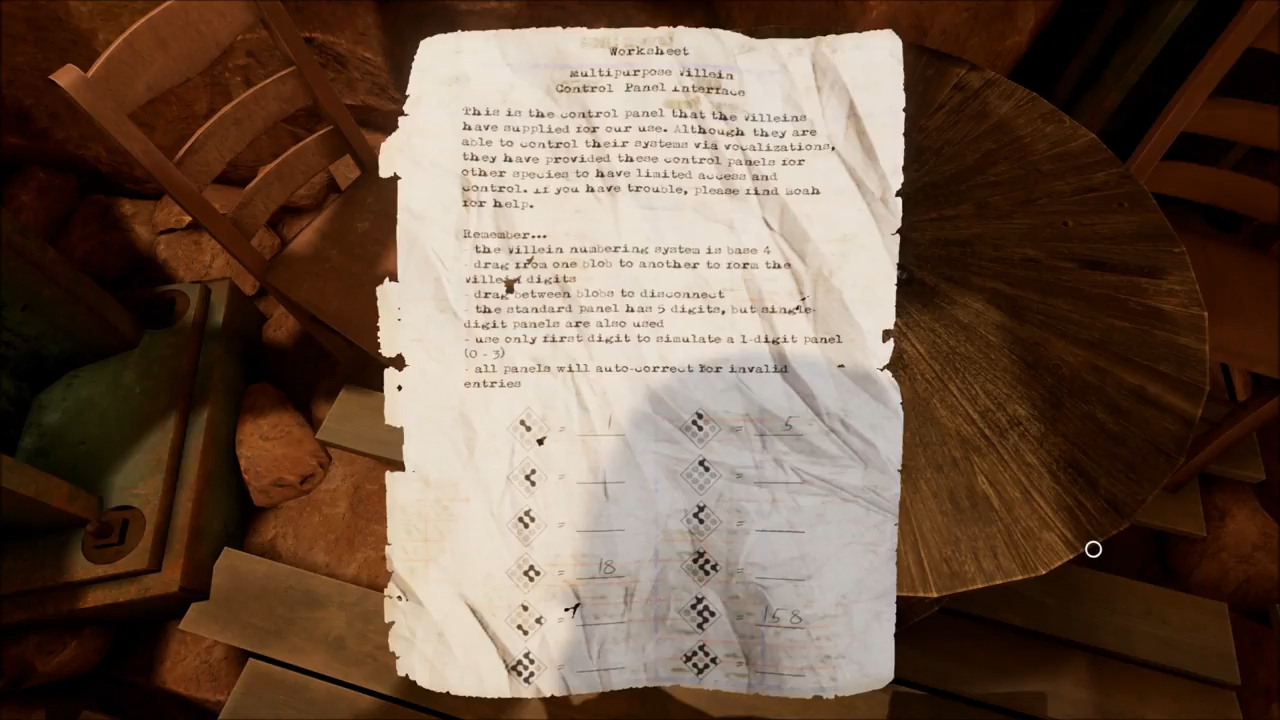 Worksheet
Multipurpose Villein
Control Panel Interface
This is the control panel that the Villeins
have supplied for our use. Although they are
able to control their systems via vocalizations,
they have provided these control panels for
other species to have limited access and
control. If you have trouble, please find Noah
for help.
Remember...
- the Villein numbering system is base 4
- drag from one blob to another to form the
Villein digits
- drag between blobs to disconnect
- the standard panel has 5 digits, but single-
digit panels are also used
- use only first digit to simulate a 1-digit panel
(0 - 3)
- all panels will auto-correct for invalid
entries
= 1 = 5
= =
= =
= 18 =
= = 158
= =